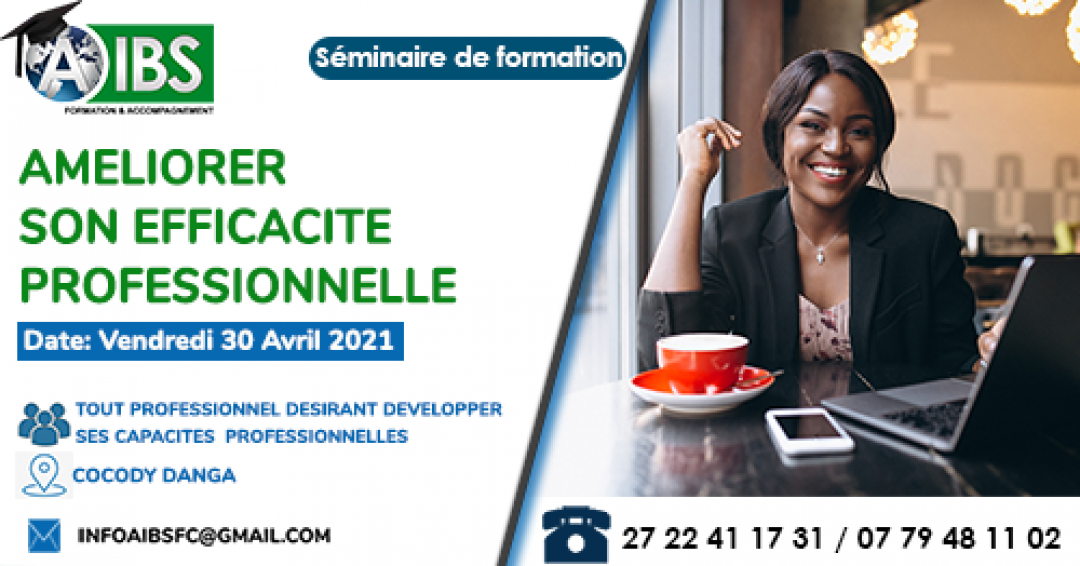 AIBS
FORMATION & ACCOMPAGNEMENT
Séminaire de formation
AMELIORER
SON EFFICACITE
PROFESSIONNELLE
Date: Vendredi 30 Avril 2021
TOUT PROFESSIONNEL DESIRANT DEVELOPPER
SES CAPACITES PROFESSIONNELLES
COCODY DANGA
INFOAIBSFC@GMAIL.COM
27 22 41 17 31 / 07 79 48 11 02